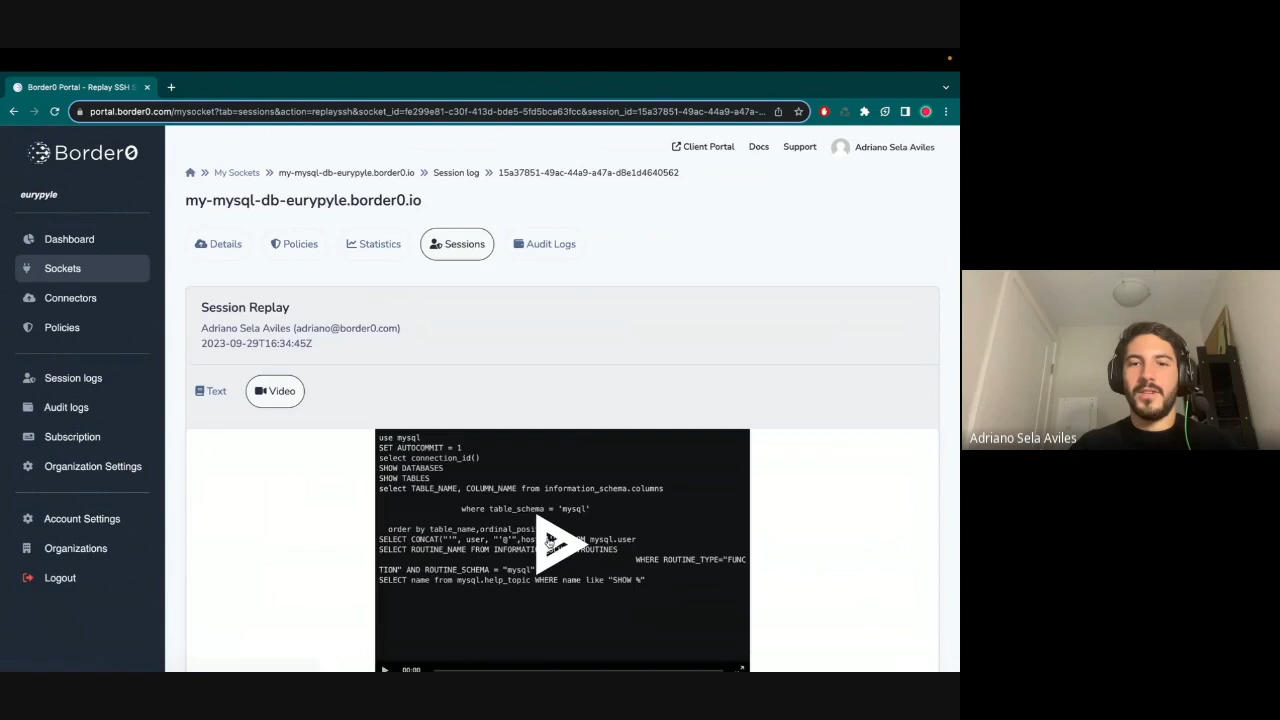 Border0 Portal - Replay SSH S
portal.border0.com/mysocket?tab=sessions&action=replayssh&socket_id=fe299e81-c30f-413d-bde5-5fd5bca63fcc&session_id=15a37851-49ac-44a9-a47a-...
Border0
Client Portal
Docs
Support
Adriano Sela Aviles
My Sockets
my-mysql-db-eurypyle.border0.io
Session log
15a37851-49ac-44a9-a47a-d8e1d4640562
eurypyle
my-mysql-db-eurypyle.border0.io
Dashboard
Sockets
Connectors
Policies
Session logs
Audit logs
Subscription
Organization Settings
Account Settings
Organizations
Logout
Details
Policies
Statistics
Sessions
Audit Logs
Session Replay
Adriano Sela Aviles (adriano@border0.com)
2023-09-29T16:34:45Z
Text
Video
use mysql
SET AUTOCOMMIT = 1
select connection_id()
SHOW DATABASES
SHOW TABLES
select TABLE_NAME, COLUMN_NAME from information_schema.columns
where table_schema = 'mysql'
order by table_name,ordinal_posi
SELECT CONCAT("'", user, "'@'",hos mysql.user
SELECT ROUTINE_NAME FROM INFORMATI ROUTINES
WHERE ROUTINE_TYPE="FUNC
TION" AND ROUTINE_SCHEMA = "mysql"
SELECT name from mysql.help_topic WHERE name like "SHOW %"
00:00
Adriano Sela Aviles